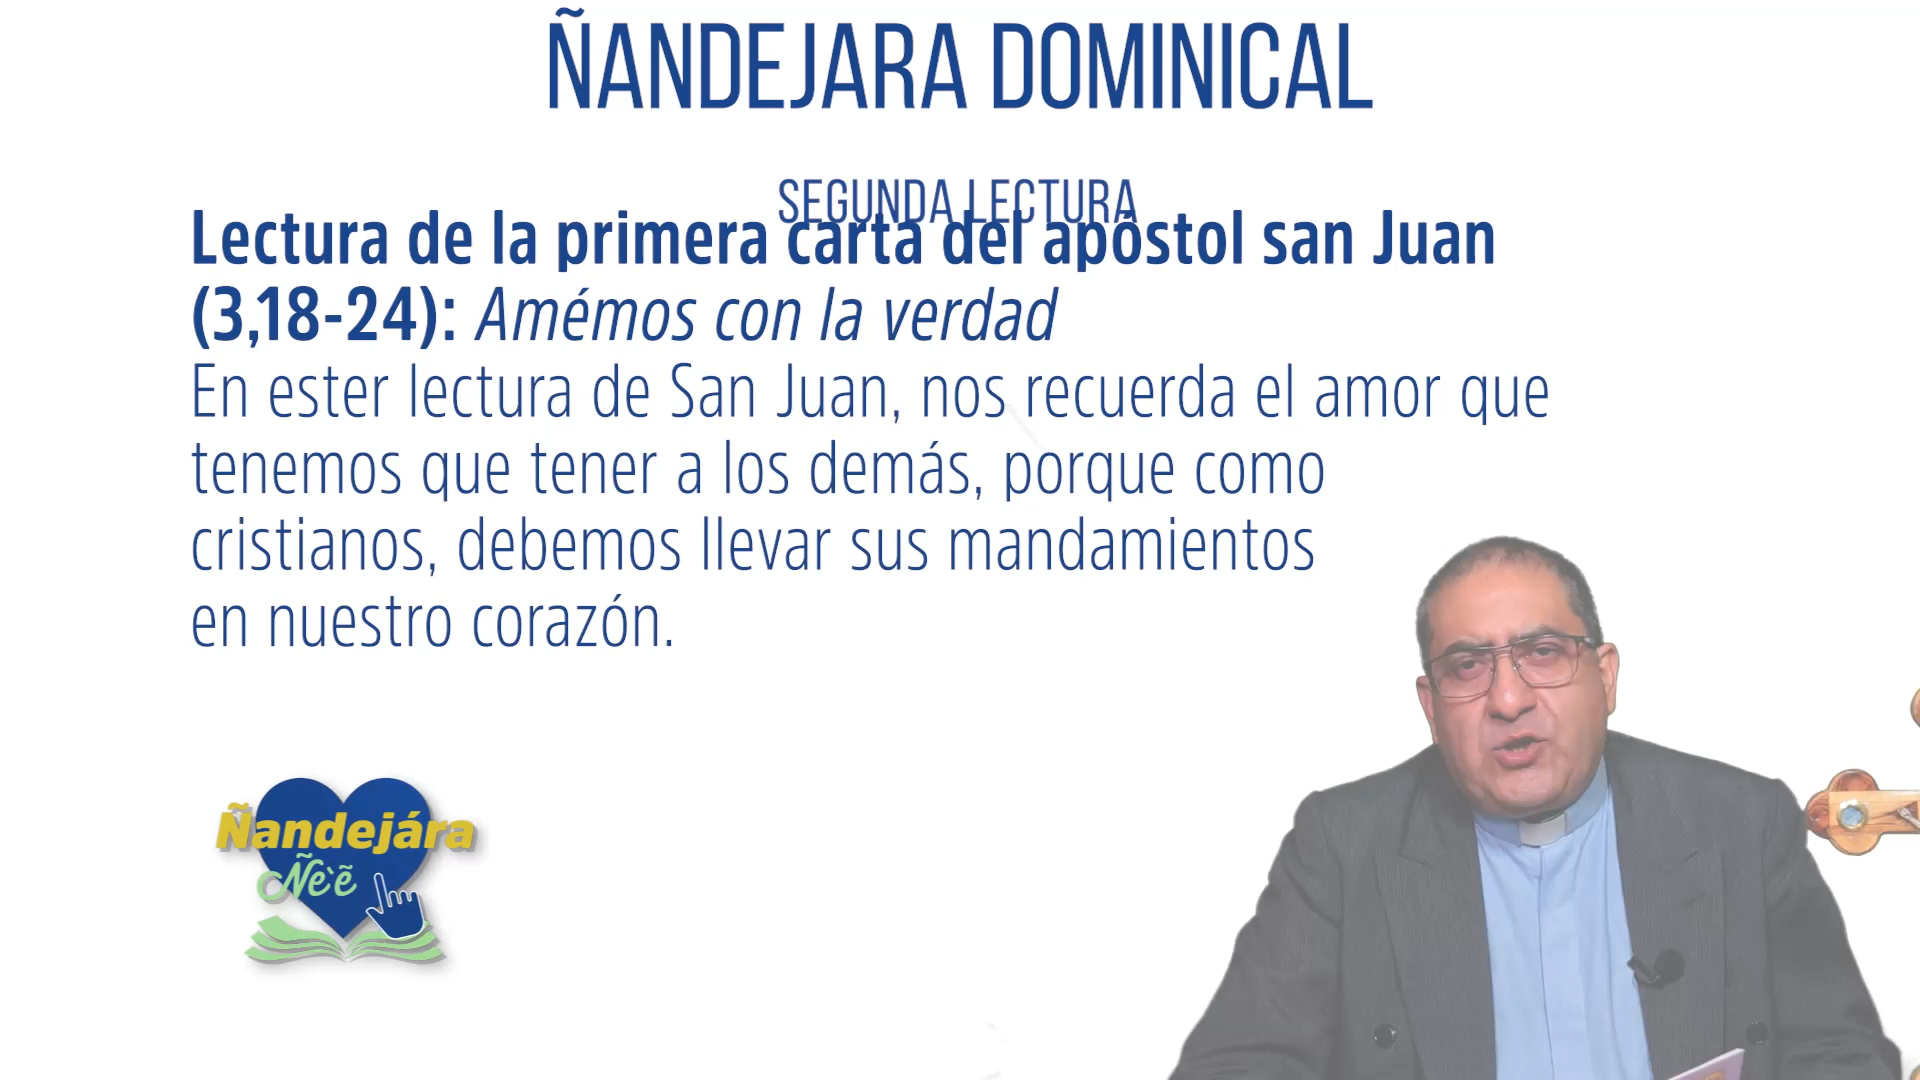 ÑANDEJARA DOMINICAL
SEGUNDA LECTURA
Lectura de la primera carta del apóstol san Juan
(3,18-24): Amémos con la verdad
En ester lectura de San Juan, nos recuerda el amor que
tenemos que tener a los demás, porque como
cristianos, debemos llevar sus mandamientos
en nuestro corazón.
Ñandejára
Ñe'ẽ